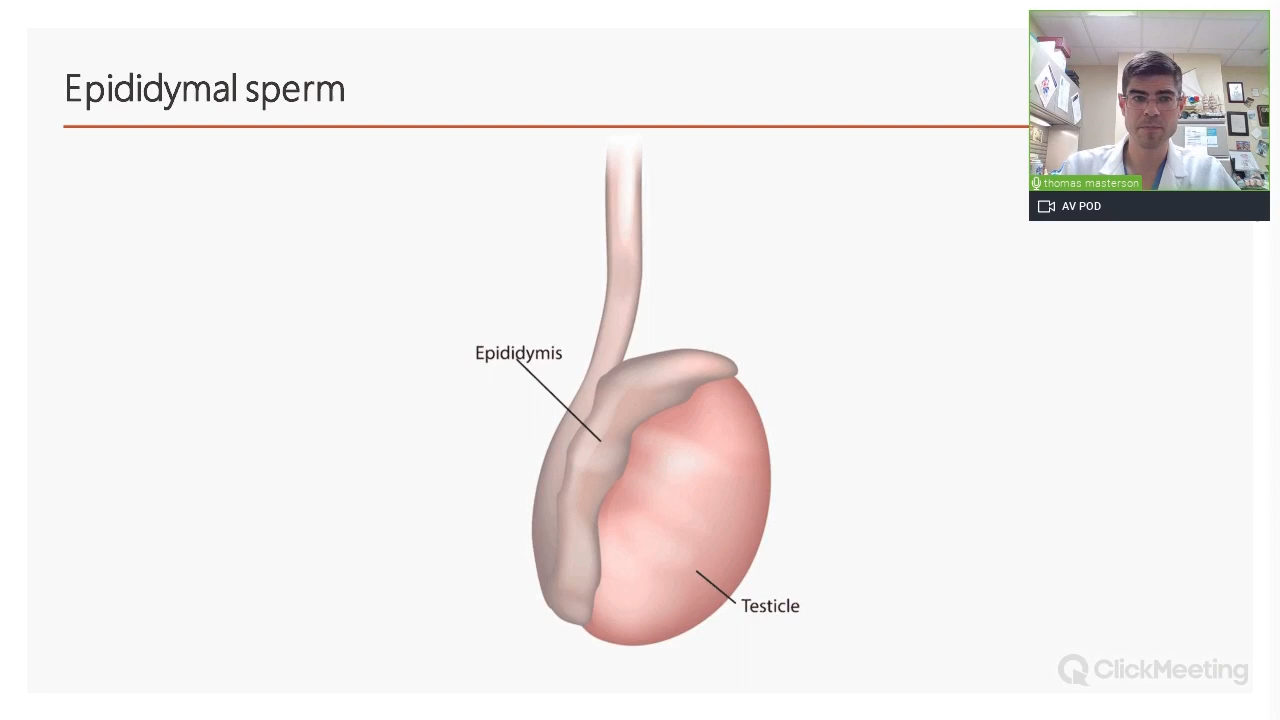 Epididymal sperm
thomas masterson
AV POD
Epididymis
Testicle
ClickMeeting